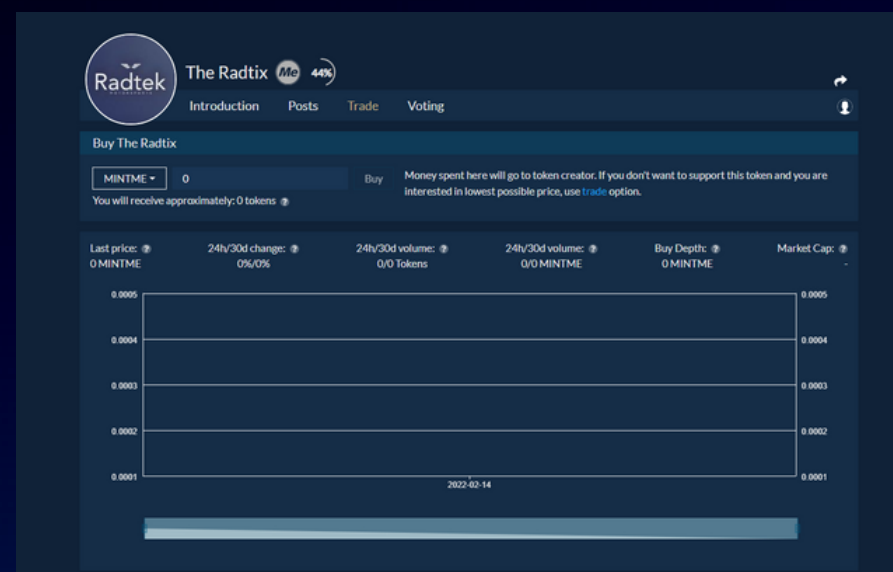 Radtek
The Radtix Me 44%
Introduction Posts Trade Voting
Buy The Radtix
MINTME 0 Buy
Money spent here will go to token creator. If you don't want to support this token and you are
interested in lowest possible price, use trade option.
You will receive approximately: 0 tokens ?
Last price: ? 24h/30d change: ? 24h/30d volume: ? 24h/30d volume: ? Buy Depth: ? Market Cap: ?
0 MINTME 0%/0% 0/0 Tokens 0/0 MINTME 0 MINTME -
0.0005 0.0005
0.0004 0.0004
0.0003 0.0003
0.0002 0.0002
0.0001 0.0001
2022-02-14